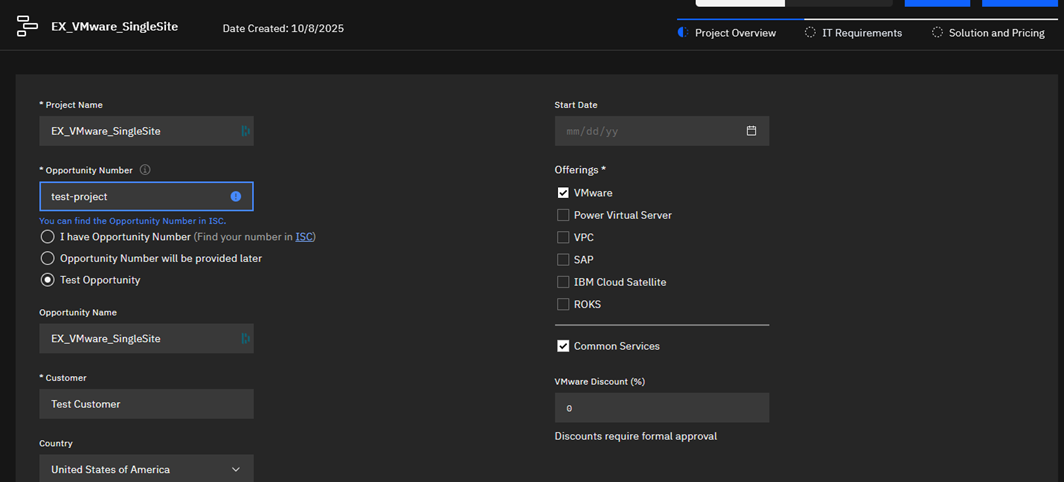 EX_VMware_SingleSite
Date Created: 10/8/2025
Project Overview
IT Requirements
Solution and Pricing
* Project Name
EX_VMware_SingleSite
* Opportunity Number
test-project
You can find the Opportunity Number in ISC.
I have Opportunity Number (Find your number in ISC)
Opportunity Number will be provided later
Test Opportunity
Opportunity Name
EX_VMware_SingleSite
* Customer
Test Customer
Country
United States of America
Start Date
mm/dd/yy
Offerings *
VMware
Power Virtual Server
VPC
SAP
IBM Cloud Satellite
ROKS
Common Services
VMware Discount (%)
0
Discounts require formal approval